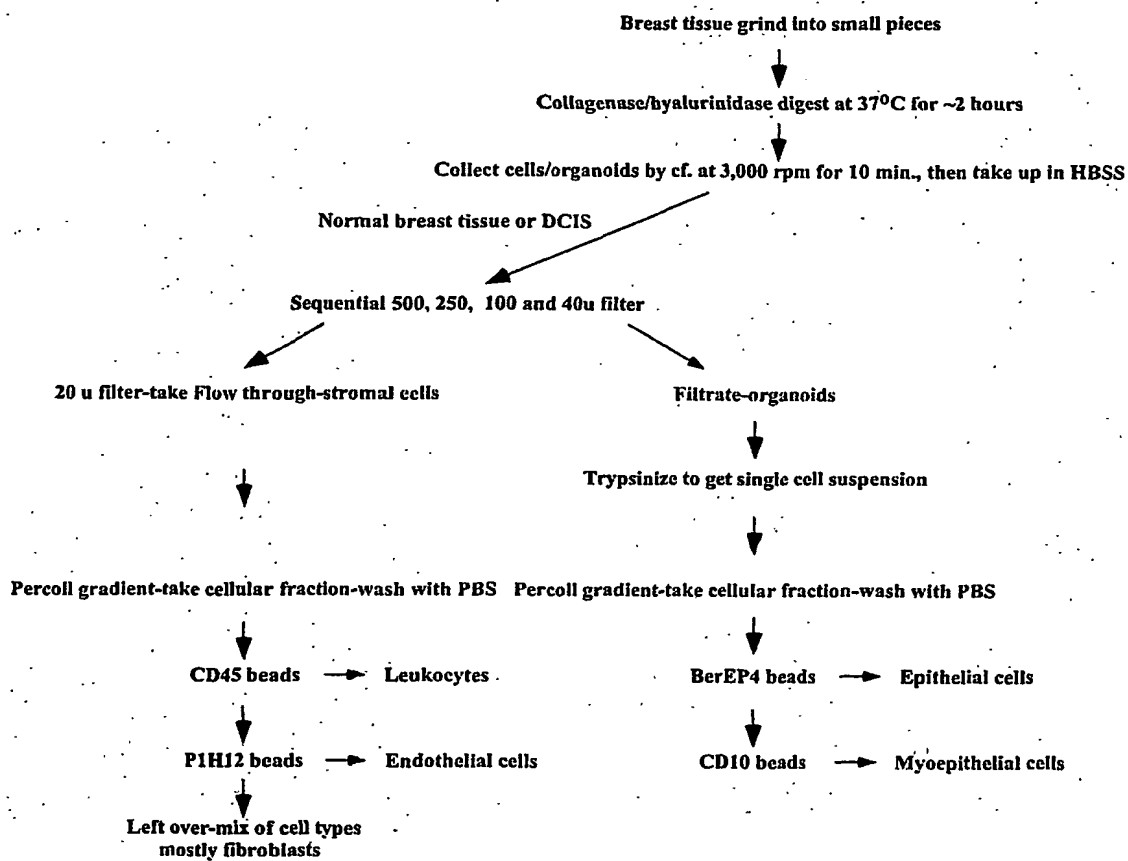 Breast tissue grind into small pieces
Collagenase/hyalurinidase digest at 37°C for ~2 hours
Collect cells/organoids by cf. at 3,000 rpm for 10 min., then take up in HBSS
Normal breast tissue or DCIS
Sequential 500, 250, 100 and 40u filter
20 u filter-take Flow through-stromal cells
Filtrate-organoids
Trypsinize to get single cell suspension
Percoll gradient-take cellular fraction-wash with PBS
Percoll gradient-take cellular fraction-wash with PBS
CD45 beads
Leukocytes
BerEP4 beads
Epithelial cells
P1H12 beads
Endothelial cells
CD10 beads
Myoepithelial cells
Left over-mix of cell types
mostly fibroblasts